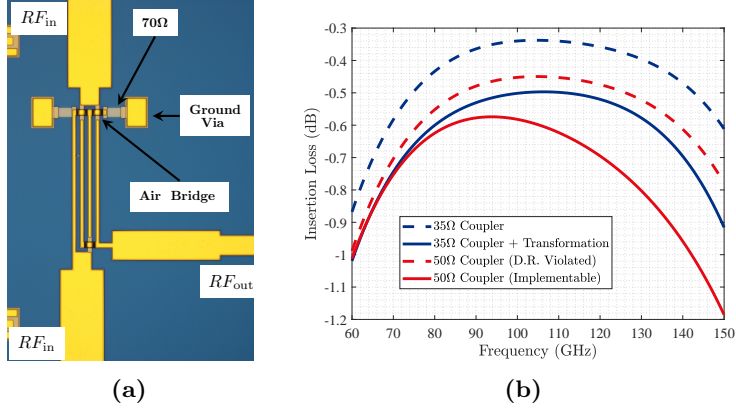 RF_in
70Ω
Ground
Via
Air Bridge
RF_out
RF_in
(a)
-0.3
-0.4
-0.5
-0.6
-0.7
-0.8
-0.9
-1
-1.1
-1.2
Insertion Loss (dB)
35Ω Coupler
35Ω Coupler + Transformation
50Ω Coupler (D.R. Violated)
50Ω Coupler (Implementable)
60 70 80 90 100 110 120 130 140 150
Frequency (GHz)
(b)